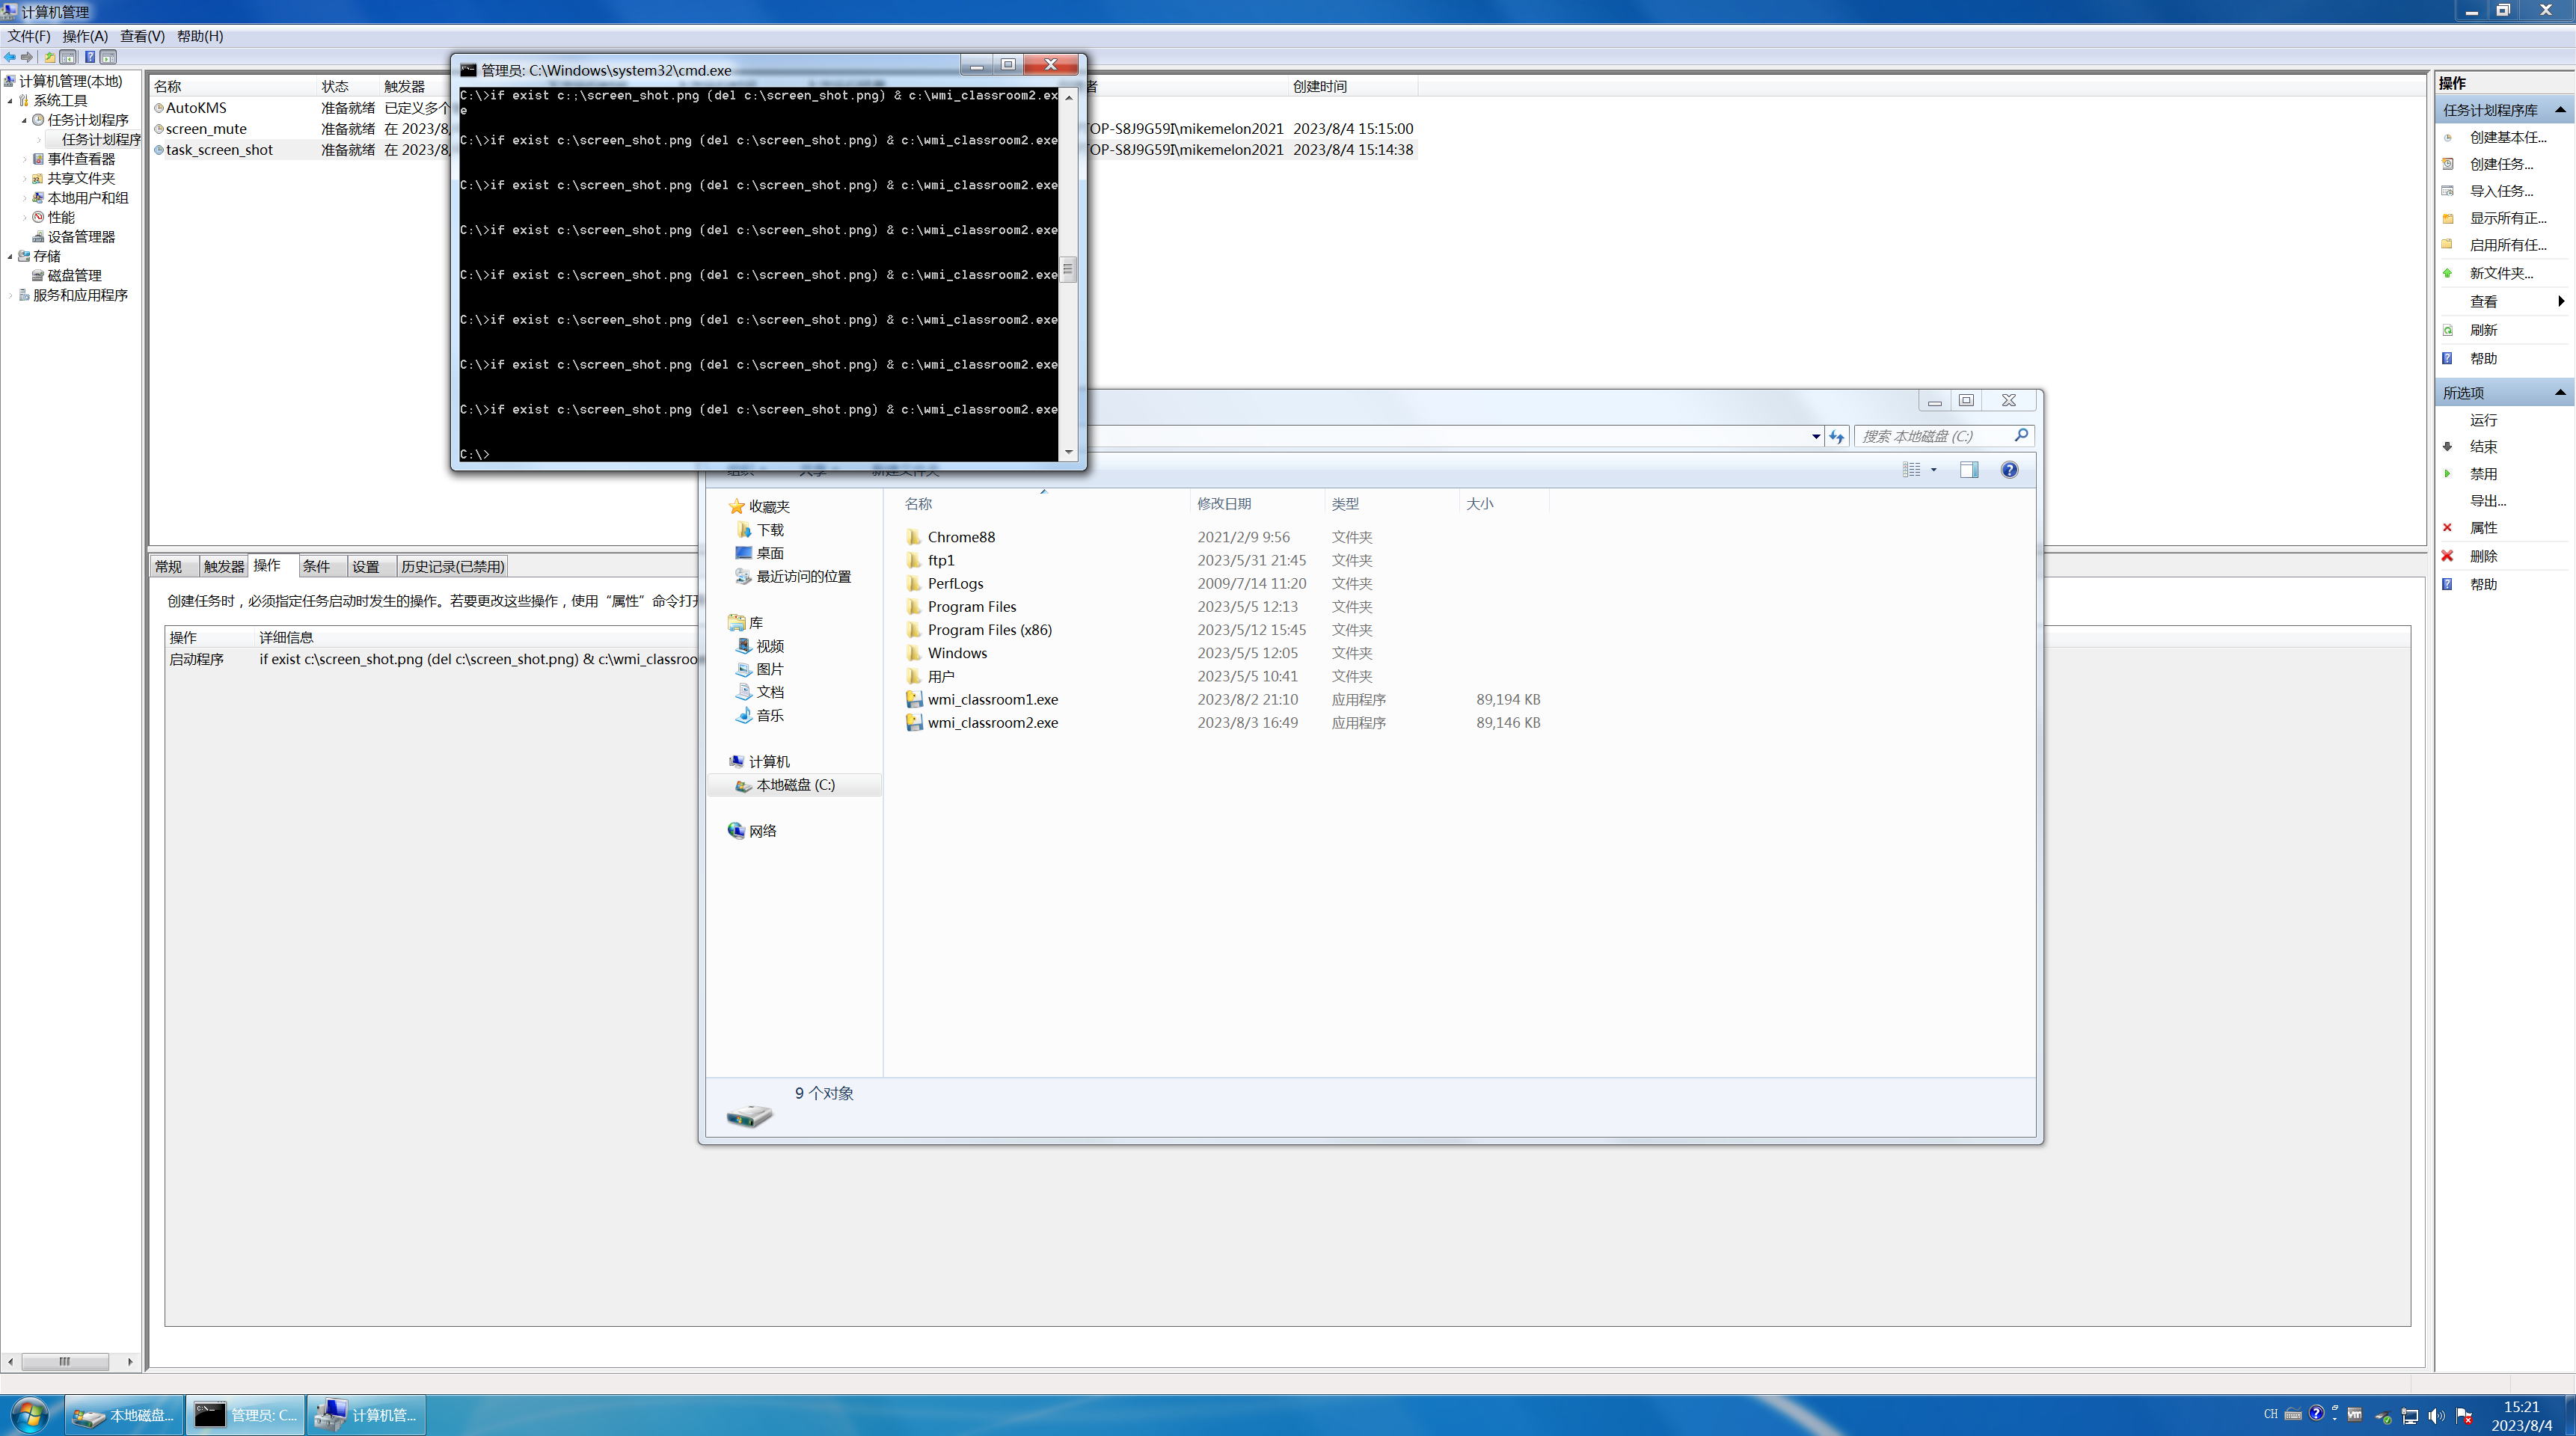 计算机管理
文件(F) 操作(A) 查看(V) 帮助(H)
计算机管理(本地)
系统工具
任务计划程序
任务计划程序
事件查看器
共享文件夹
本地用户和组
性能
设备管理器
存储
磁盘管理
服务和应用程序
名称 状态 触发器
者 创建时间
AutoKMS 准备就绪 已定义多个
screen_mute 准备就绪 在 2023/8/
TOP-S8J9G59I\mikemelon2021 2023/8/4 15:15:00
task_screen_shot 准备就绪 在 2023/8/
TOP-S8J9G59I\mikemelon2021 2023/8/4 15:14:38
管理员: C:\Windows\system32\cmd.exe
C:\>if exist c:;\screen_shot.png (del c:\screen_shot.png) & c:\wmi_classroom2.ex
e
C:\>if exist c:\screen_shot.png (del c:\screen_shot.png) & c:\wmi_classroom2.exe
C:\>if exist c:\screen_shot.png (del c:\screen_shot.png) & c:\wmi_classroom2.exe
C:\>if exist c:\screen_shot.png (del c:\screen_shot.png) & c:\wmi_classroom2.exe
C:\>if exist c:\screen_shot.png (del c:\screen_shot.png) & c:\wmi_classroom2.exe
C:\>if exist c:\screen_shot.png (del c:\screen_shot.png) & c:\wmi_classroom2.exe
C:\>if exist c:\screen_shot.png (del c:\screen_shot.png) & c:\wmi_classroom2.exe
C:\>if exist c:\screen_shot.png (del c:\screen_shot.png) & c:\wmi_classroom2.exe
C:\>
常规 触发器 操作 条件 设置 历史记录(已禁用)
创建任务时，必须指定任务启动时发生的操作。若要更改这些操作，使用“属性”命令打开
操作 详细信息
启动程序 if exist c:\screen_shot.png (del c:\screen_shot.png) & c:\wmi_classroo
搜索 本地磁盘 (C:)
组织 共享 新建文件夹
收藏夹
下载
桌面
最近访问的位置
库
视频
图片
文档
音乐
计算机
本地磁盘 (C:)
网络
名称 修改日期 类型 大小
Chrome88 2021/2/9 9:56 文件夹
ftp1 2023/5/31 21:45 文件夹
PerfLogs 2009/7/14 11:20 文件夹
Program Files 2023/5/5 12:13 文件夹
Program Files (x86) 2023/5/12 15:45 文件夹
Windows 2023/5/5 12:05 文件夹
用户 2023/5/5 10:41 文件夹
wmi_classroom1.exe 2023/8/2 21:10 应用程序 89,194 KB
wmi_classroom2.exe 2023/8/3 16:49 应用程序 89,146 KB
9 个对象
操作
任务计划程序库
创建基本任...
创建任务...
导入任务...
显示所有正...
启用所有任...
新文件夹...
查看
刷新
帮助
所选项
运行
结束
禁用
导出...
属性
删除
帮助
本地磁盘...
管理员: C...
计算机管...
CH
15:21
2023/8/4